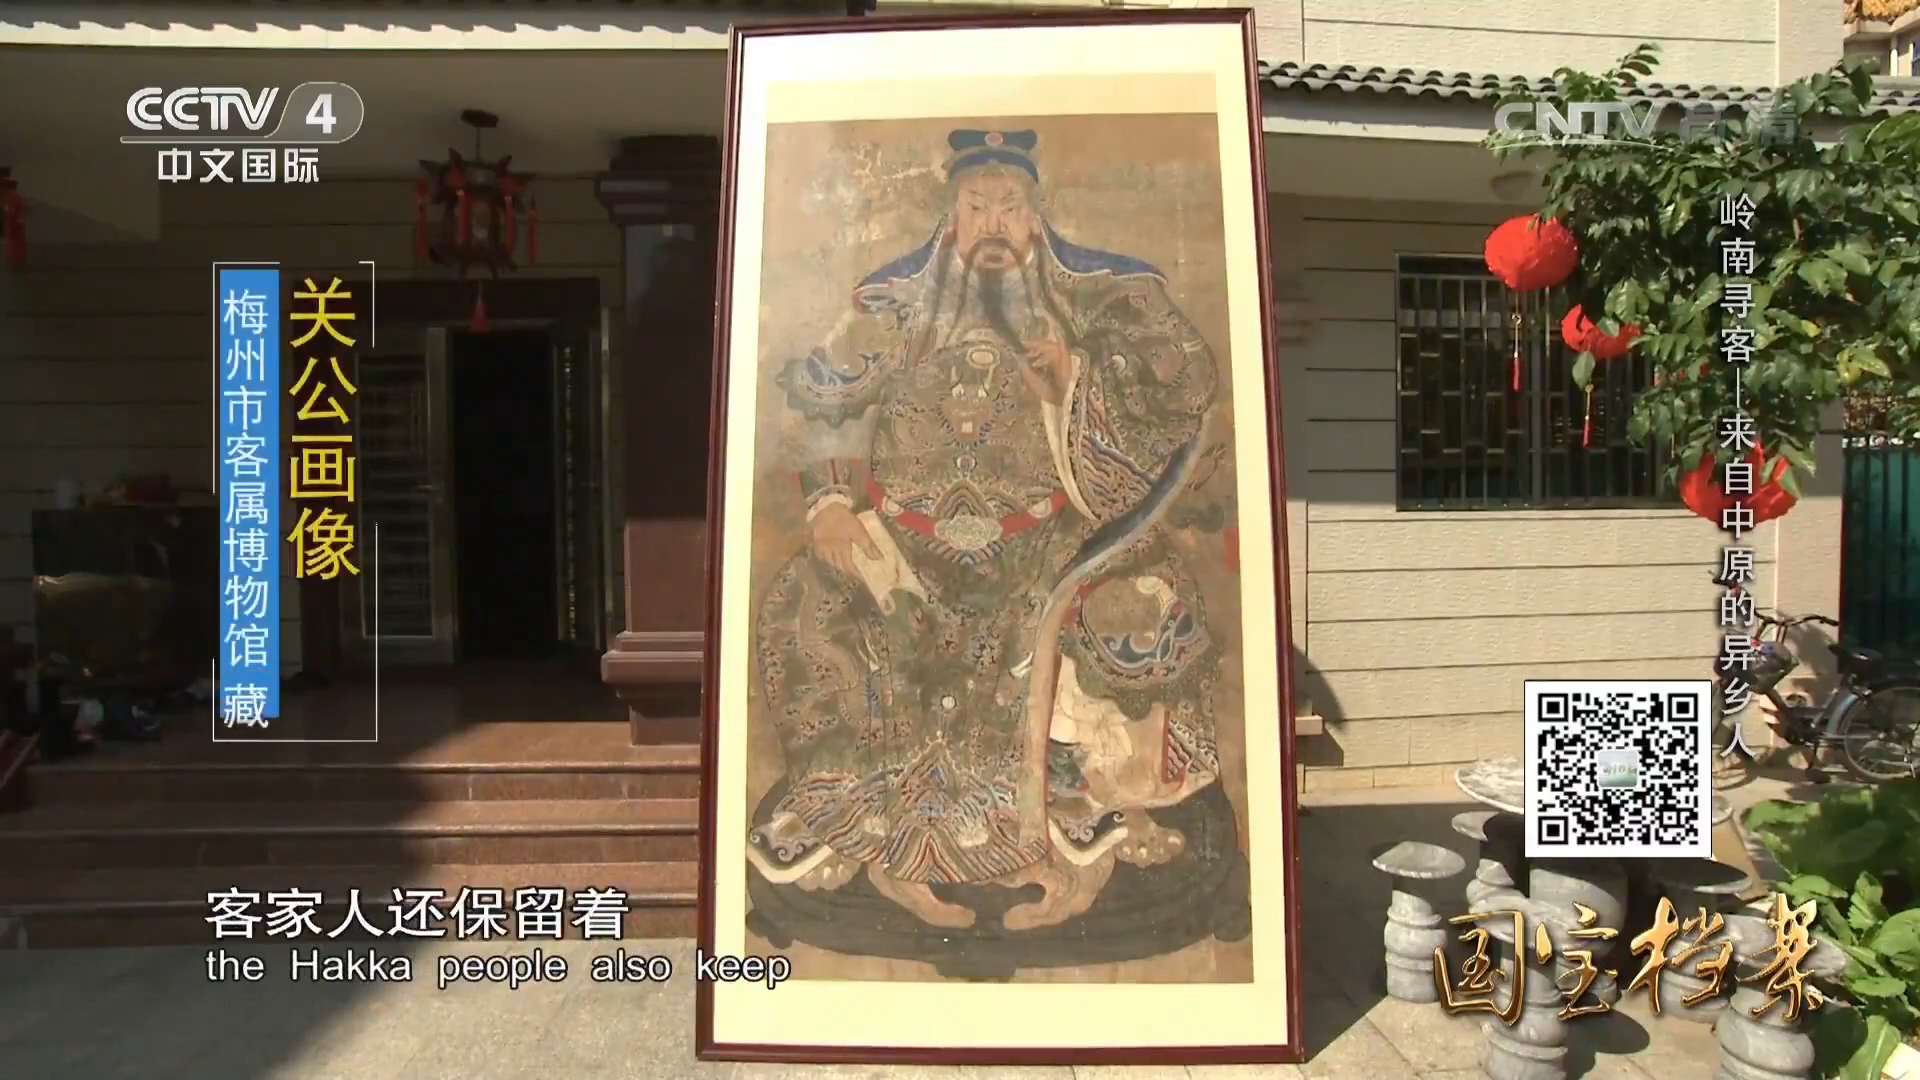 CCTV 4
中文国际
CNTV 高清
关公画像
梅州市客属博物馆 藏
岭南寻客—来自中原的异乡人
客家人还保留着
the Hakka people also keep
国宝档案